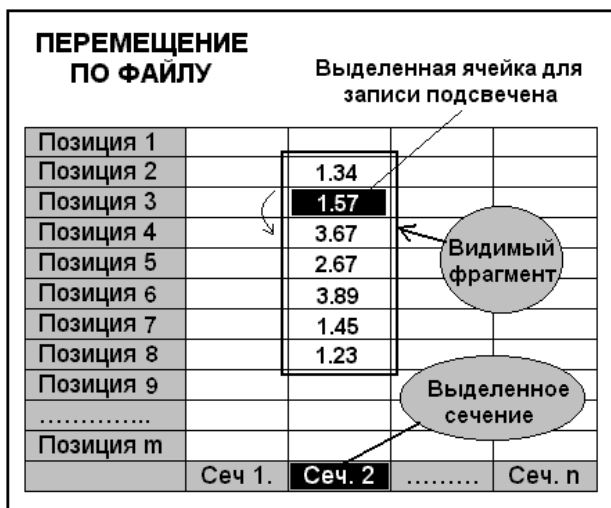 ПЕРЕМЕЩЕНИЕ
ПО ФАЙЛУ
Выделенная ячейка для
записи подсвечена
Позиция 1
Позиция 2 1.34
Позиция 3 1.57
Позиция 4 3.67
Позиция 5 2.67
Позиция 6 3.89
Позиция 7 1.45
Позиция 8 1.23
Позиция 9
..............
Позиция m
Видимый
фрагмент
Выделенное
сечение
Сеч 1. Сеч. 2 ......... Сеч. n